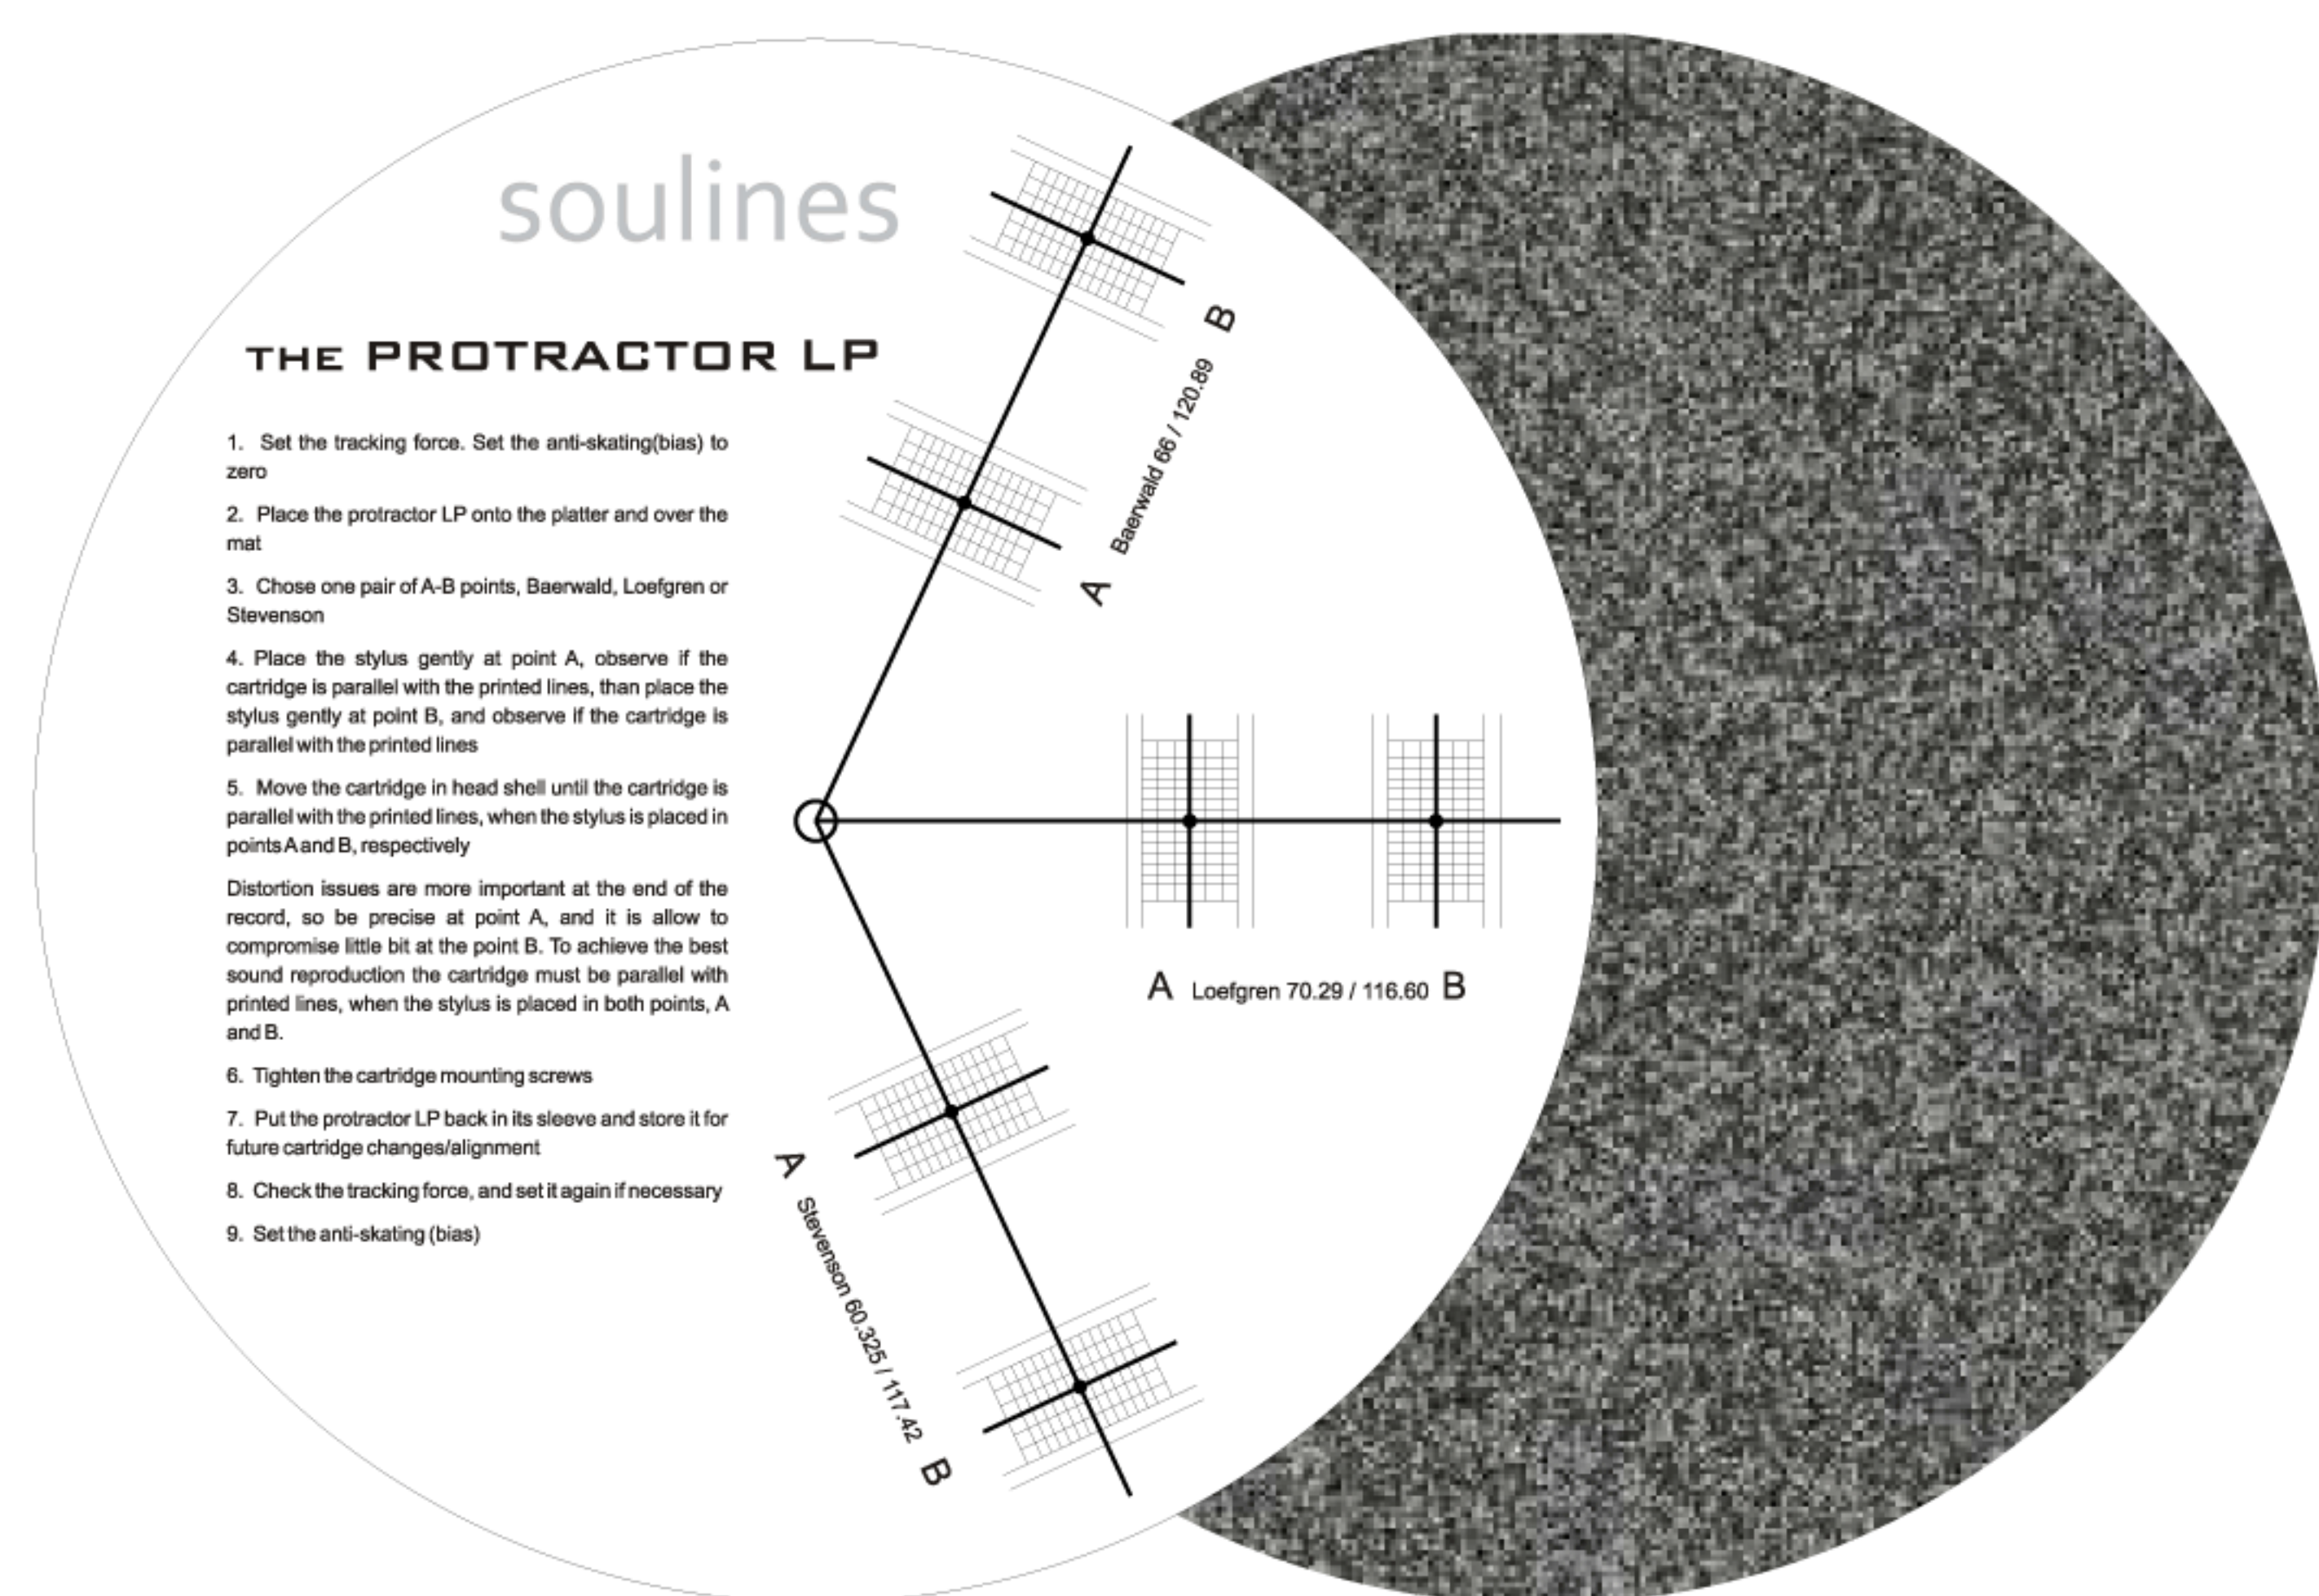 soulines
THE PROTRACTOR LP
1. Set the tracking force. Set the anti-skating(bias) to
zero
2. Place the protractor LP onto the platter and over the
mat
3. Chose one pair of A-B points, Baerwald, Loefgren or
Stevenson
4. Place the stylus gently at point A, observe if the
cartridge is parallel with the printed lines, than place the
stylus gently at point B, and observe if the cartridge is
parallel with the printed lines
5. Move the cartridge in head shell until the cartridge is
parallel with the printed lines, when the stylus is placed in
points A and B, respectively
Distortion issues are more important at the end of the
record, so be precise at point A, and it is allow to
compromise little bit at the point B. To achieve the best
sound reproduction the cartridge must be parallel with
printed lines, when the stylus is placed in both points, A
and B.
6. Tighten the cartridge mounting screws
7. Put the protractor LP back in its sleeve and store it for
future cartridge changes/alignment
8. Check the tracking force, and set it again if necessary
9. Set the anti-skating (bias)
A Baerwald 66 / 120.89 B
A Loefgren 70.29 / 116.60 B
A Stevenson 60.325 / 117.42 B